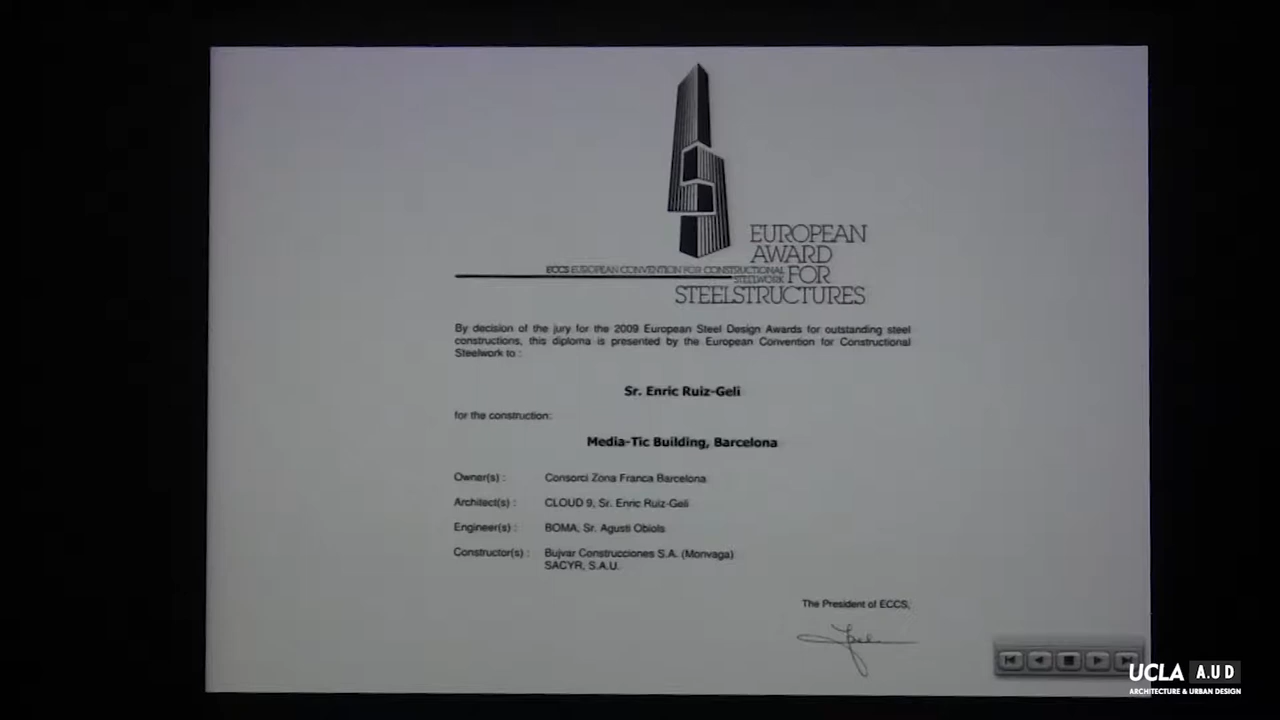 EUROPEAN
AWARD
ECCS EUROPEAN CONVENTION FOR CONSTRUCTIONAL
STEELWORK FOR
STEELSTRUCTURES
By decision of the jury for the 2009 European Steel Design Awards for outstanding steel
constructions, this diploma is presented by the European Convention for Constructional
Steelwork to :
Sr. Enric Ruiz-Geli
for the construction:
Media-Tic Building, Barcelona
Owner(s) : Consorci Zona Franca Barcelona
Architect(s) : CLOUD 9, Sr. Enric Ruiz-Geli
Engineer(s) : BOMA, Sr. Agusti Obiols
Constructor(s) : Bujvar Construcciones S.A. (Monvaga)
SACYR, S.A.U.
The President of ECCS,
UCLA A.U D
ARCHITECTURE & URBAN DESIGN